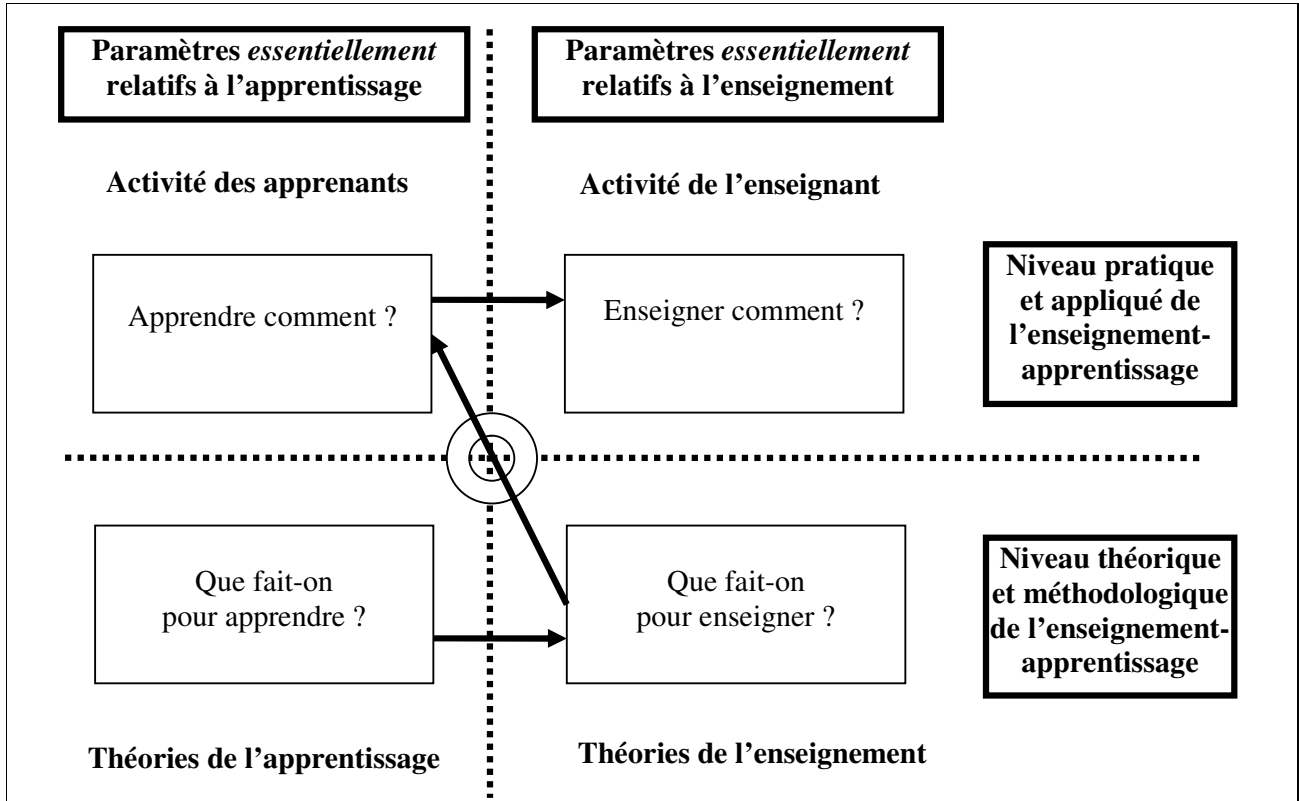 Paramètres essentiellement
relatifs à l’apprentissage
Paramètres essentiellement
relatifs à l’enseignement
Activité des apprenants
Activité de l’enseignant
Apprendre comment ?
Enseigner comment ?
Niveau pratique
et appliqué de
l’enseignement-
apprentissage
Que fait-on
pour apprendre ?
Que fait-on
pour enseigner ?
Niveau théorique
et méthodologique
de l’enseignement-
apprentissage
Théories de l’apprentissage
Théories de l’enseignement